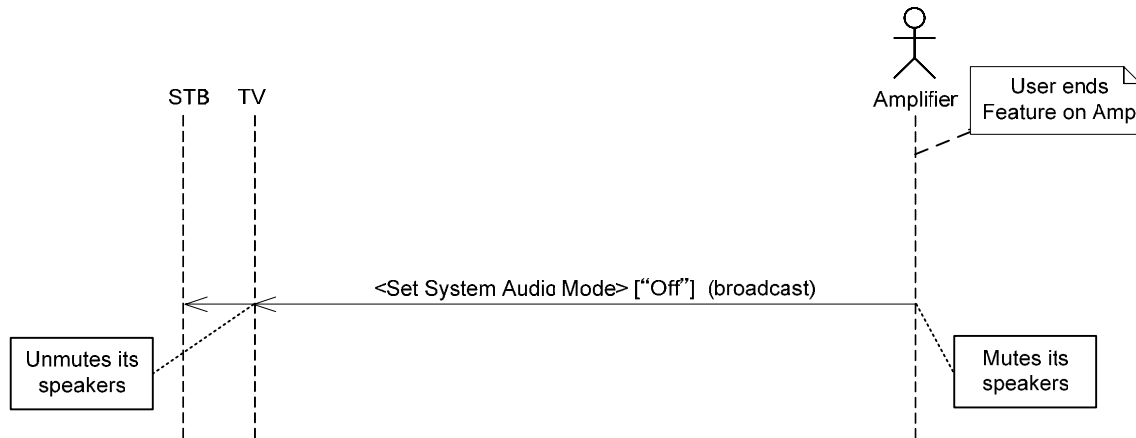 STB TV
Amplifier
User ends
Feature on Amp
<Set System Audio Mode> [“Off”] (broadcast)
Unmutes its
speakers
Mutes its
speakers